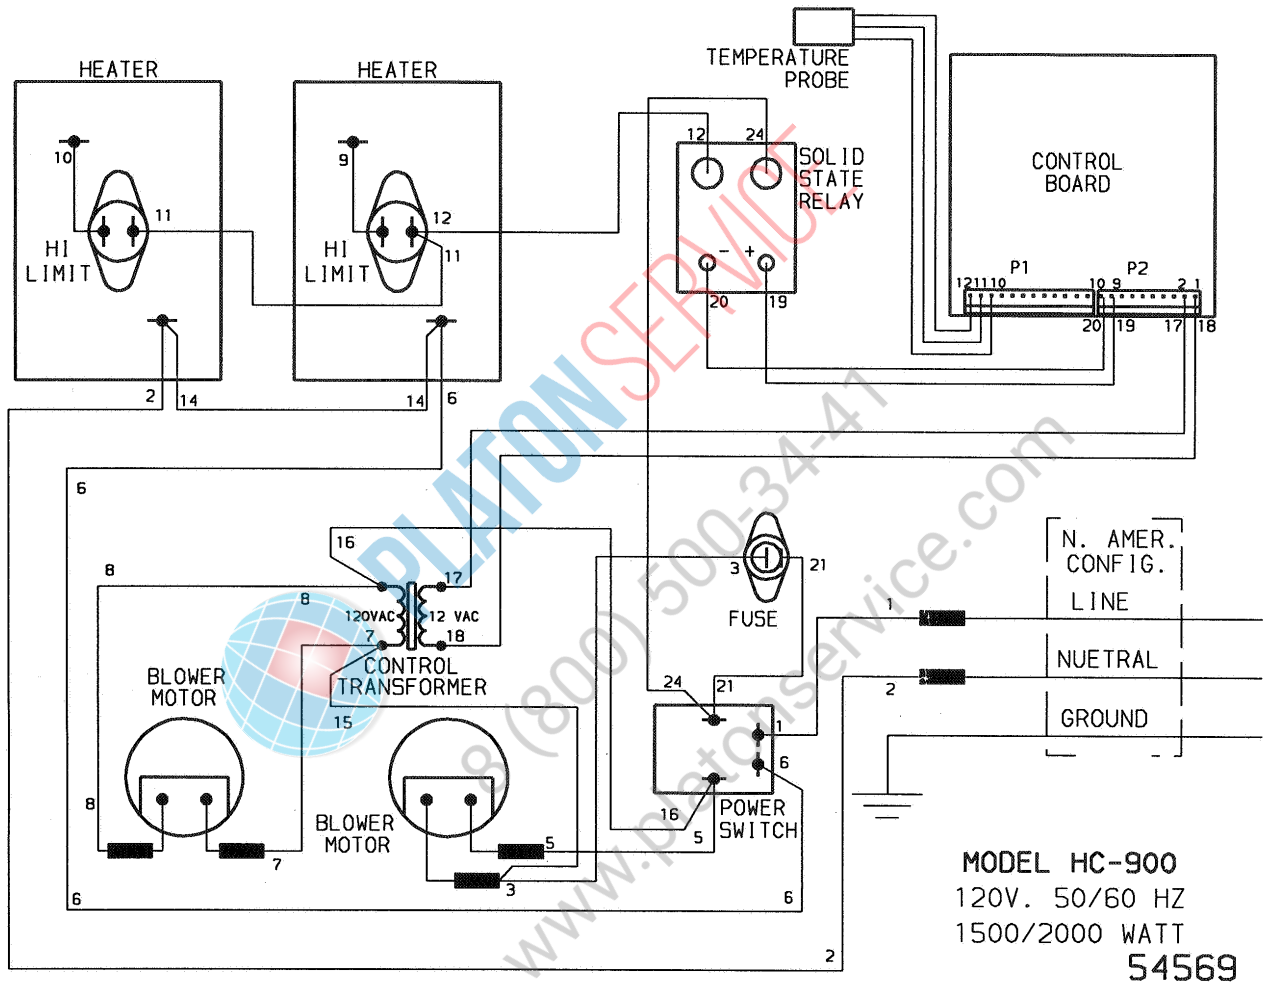 HEATER
HEATER
TEMPERATURE
PROBE
10
9
12
24
SOLID
STATE
RELAY
CONTROL
BOARD
11
12
HI
LIMIT
HI
LIMIT
11
- +
20
19
P1
P2
12 11 10
10 9
2 1
20 19
17 18
2
14
14
6
6
16
17
8
8
120VAC
12 VAC
7
18
CONTROL
TRANSFORMER
15
3
21
FUSE
N. AMER.
CONFIG.
1
LINE
NUETRAL
2
GROUND
24
21
1
6
16
5
POWER
SWITCH
BLOWER
MOTOR
8
7
BLOWER
MOTOR
5
3
6
6
2
MODEL HC-900
120V. 50/60 HZ
1500/2000 WATT
54569
PLATONSERVICE
8 (800) 500-34-41
www.platonservice.com